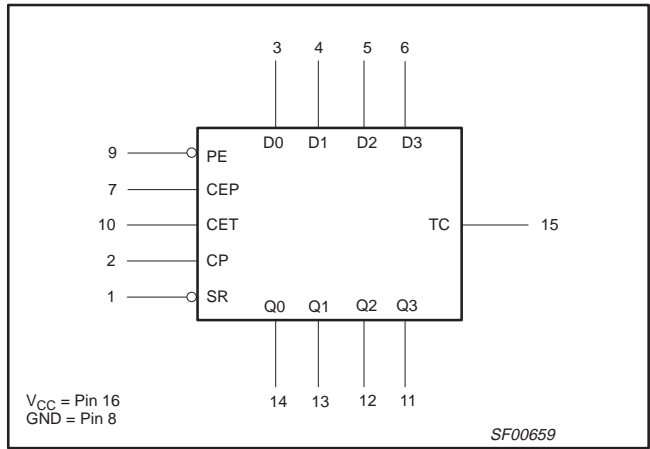 3 4 5 6
D0 D1 D2 D3
9 PE
7 CEP
10 CET TC 15
2 CP
1 SR
Q0 Q1 Q2 Q3
14 13 12 11
VCC = Pin 16
GND = Pin 8
SF00659